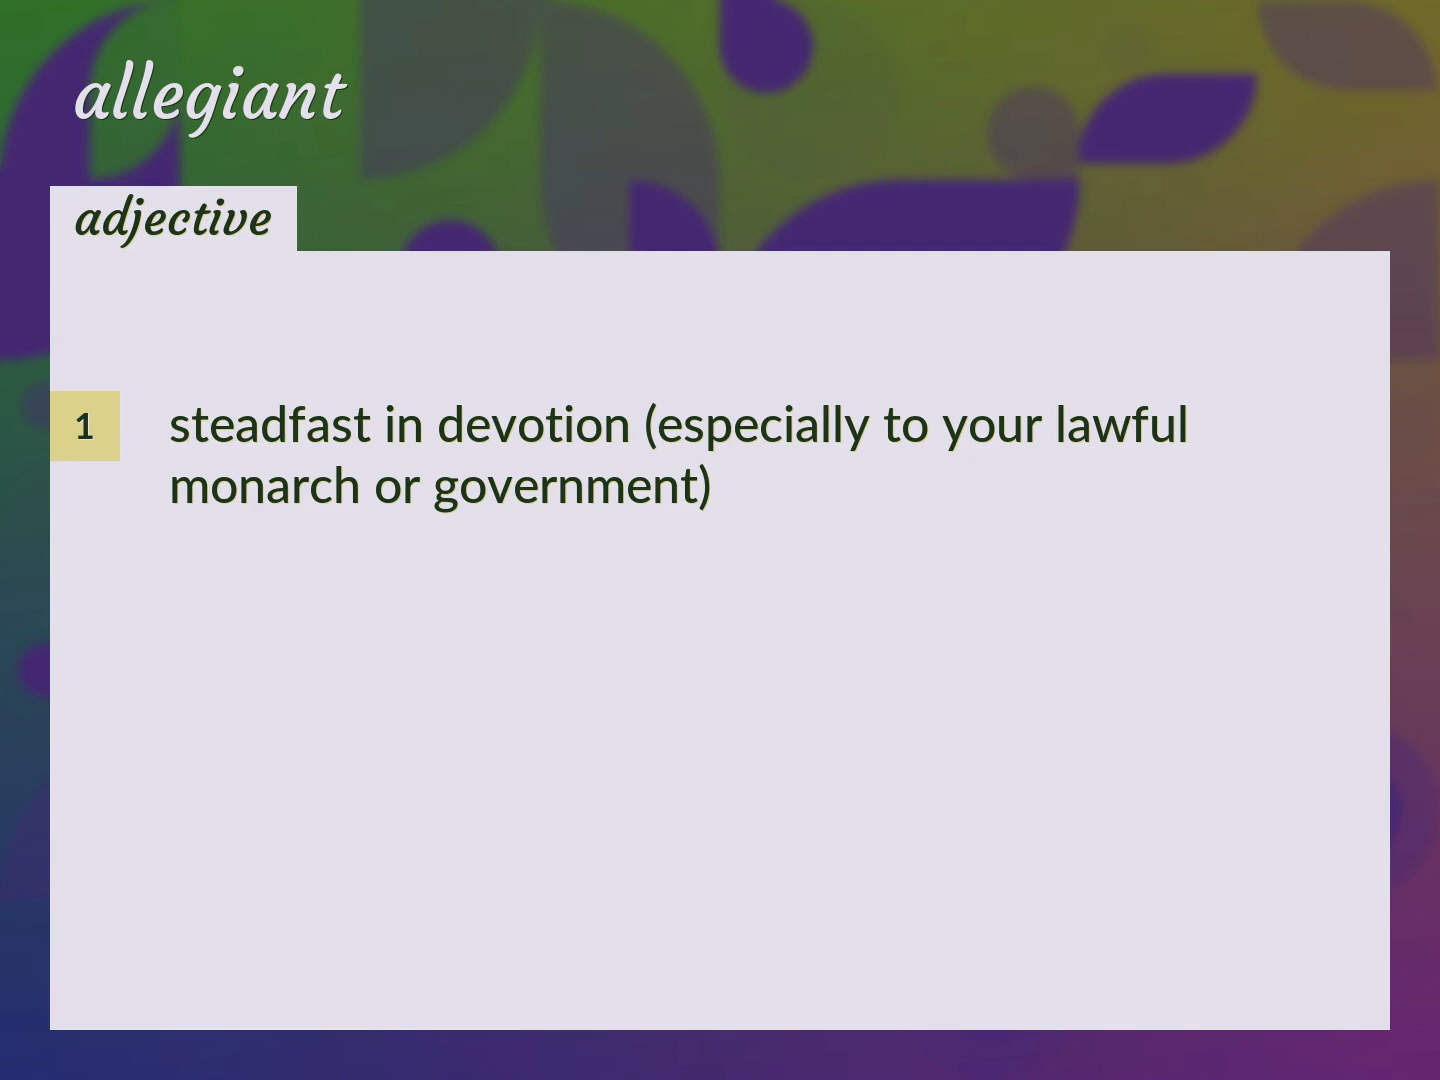 allegiant
adjective
1 steadfast in devotion (especially to your lawful
monarch or government)